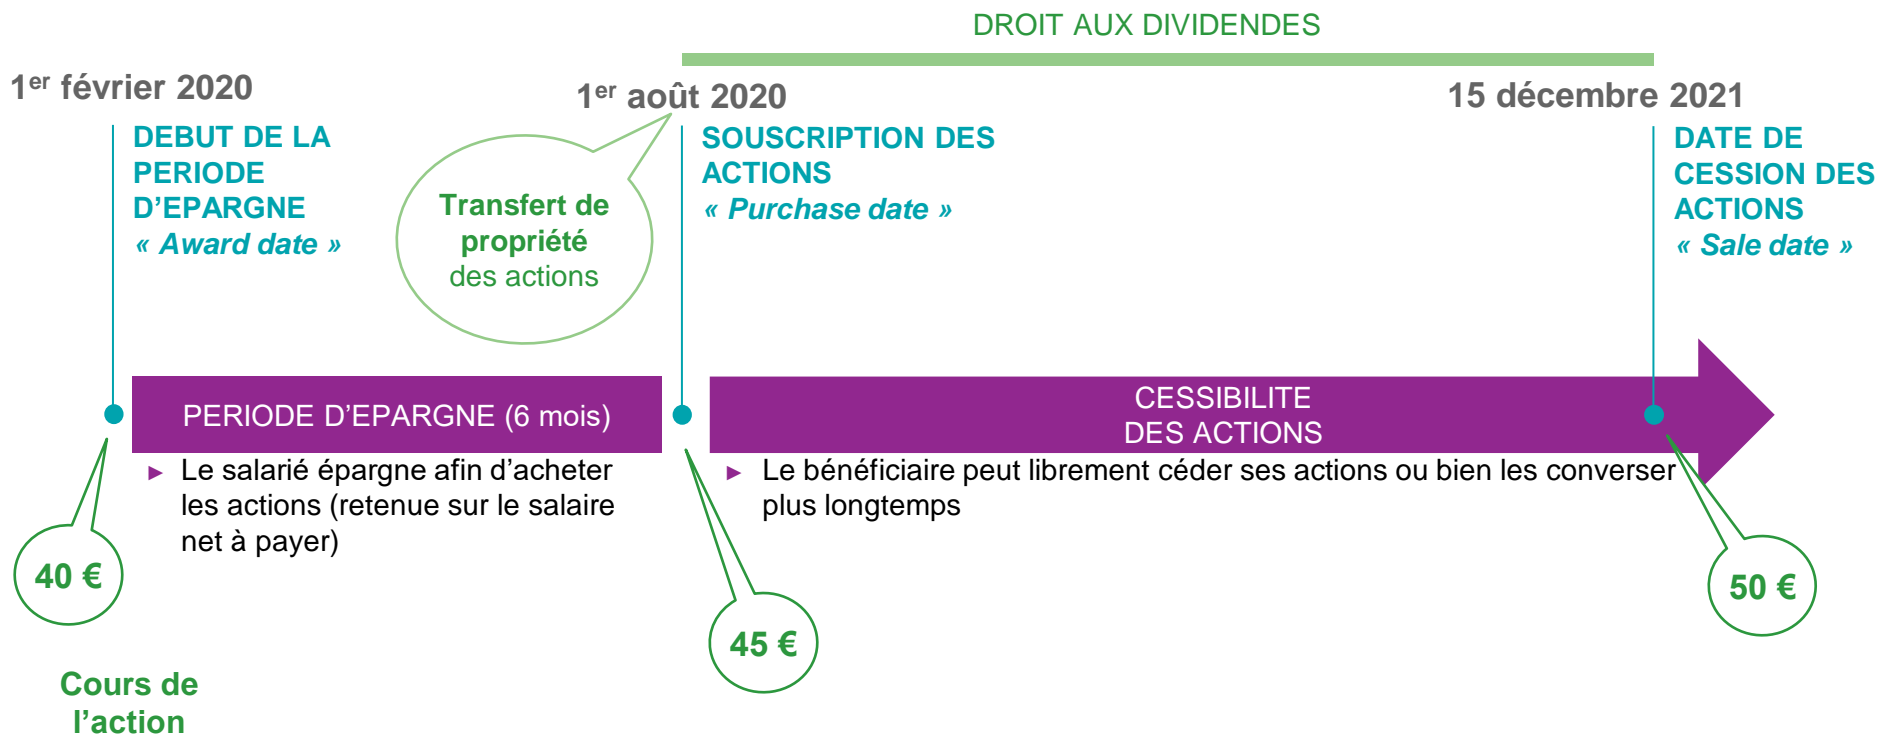 DROIT AUX DIVIDENDES
1er février 2020
DEBUT DE LA
PERIODE
D’EPARGNE
« Award date »
1er août 2020
Transfert de
propriété
des actions
SOUSCRIPTION DES
ACTIONS
« Purchase date »
15 décembre 2021
DATE DE
CESSION DES
ACTIONS
« Sale date »
PERIODE D’EPARGNE (6 mois)
► Le salarié épargne afin d’acheter
les actions (retenue sur le salaire
net à payer)
CESSIBILITE
DES ACTIONS
► Le bénéficiaire peut librement céder ses actions ou bien les converser
plus longtemps
40 €
45 €
50 €
Cours de
l’action